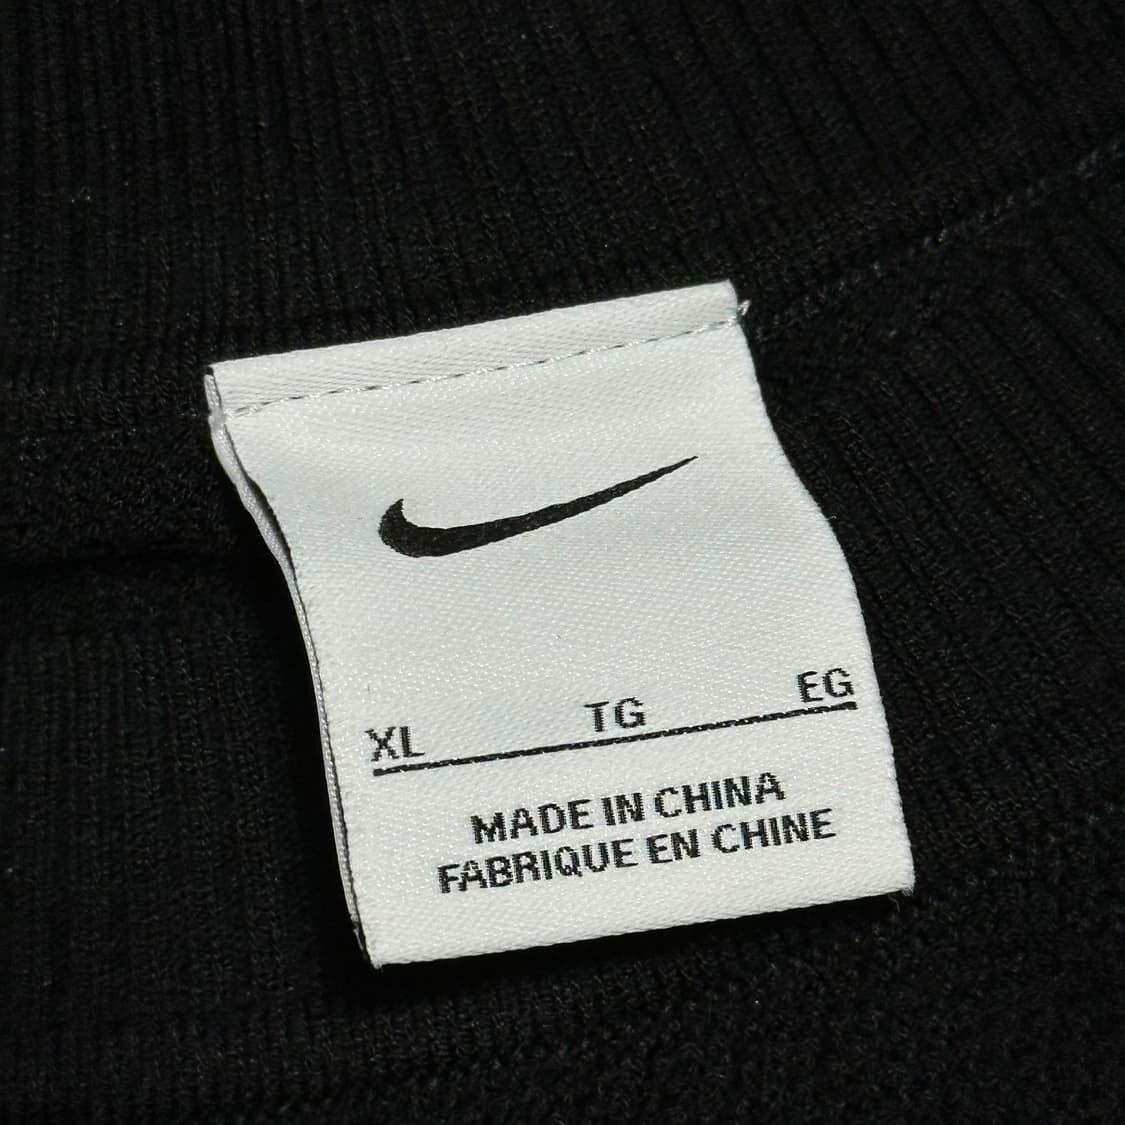 XL TG EG
MADE IN CHINA
FABRIQUE EN CHINE